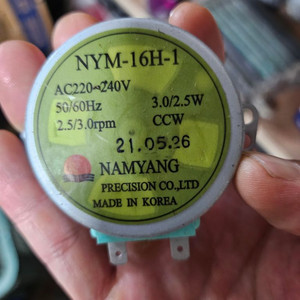 NYM-16H-1
AC220~240V
50/60Hz 3.0/2.5W
2.5/3.0rpm CCW
21.05.26
NAMYANG
PRECISION CO.,LTD
MADE IN KOREA